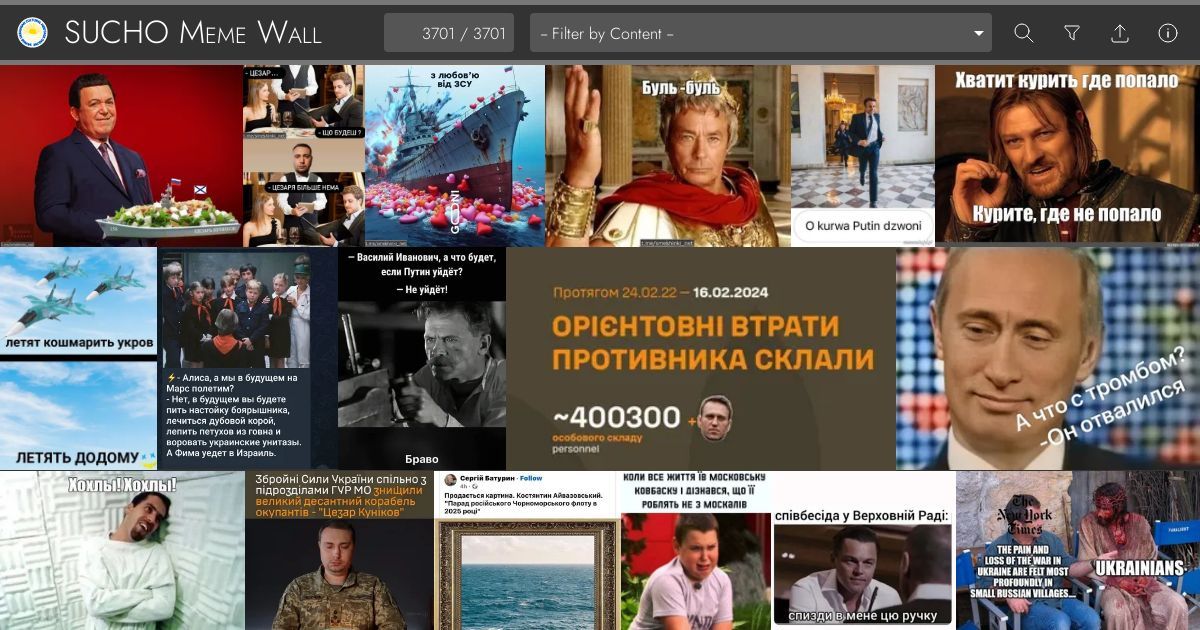 SUCHO Meme Wall
3701 / 3701
– Filter by Content –
- ЦЕЗАР...
- ЩО БУДЕШ ?
- ЦЕЗАРЯ БІЛЬШЕ НЕМА
з любов'ю
від ЗСУ
Буль -буль
O kurwa Putin dzwoni
Хватит курить где попало
Курите, где не попало
летят кошмарить укров
ЛЕТЯТЬ ДОДОМУ
⚡- Алиса, а мы в будущем на
Марс полетим?
- Нет, в будущем вы будете
пить настойку боярышника,
лечиться дубовой корой,
лепить петухов из говна и
воровать украинские унитазы.
А Фима уедет в Израиль.
— Василий Иванович, а что будет,
если Путин уйдёт?
— Не уйдёт!
Браво
Протягом 24.02.22 — 16.02.2024
ОРІЄНТОВНІ ВТРАТИ
ПРОТИВНИКА СКЛАЛИ
~400300 +
особового складу
personnel
А что с тромбом?
-Он отвалился
Хохлы! Хохлы!
Збройні Сили України спільно з
підрозділами ГУР МО знищили
великий десантний корабель
окупантів - "Цезар Куніков"
Сергій Батурин · Follow
4h ·
Продається картина. Костянтин Айвазовський.
"Парад російського Чорноморського флоту в
2025 році"
КОЛИ ВСЕ ЖИТТЯ ЇВ МОСКОВСЬКУ
КОВБАСКУ І ДІЗНАВСЯ, ЩО ЇЇ
РОБЛЯТЬ НЕ З МОСКАЛІВ
співбесіда у Верховній Раді:
спизди в мене цю ручку
The
New York
Times
THE PAIN AND
LOSS OF THE WAR IN
UKRAINE ARE FELT MOST
PROFOUNDLY IN
SMALL RUSSIAN VILLAGES...
UKRAINIANS